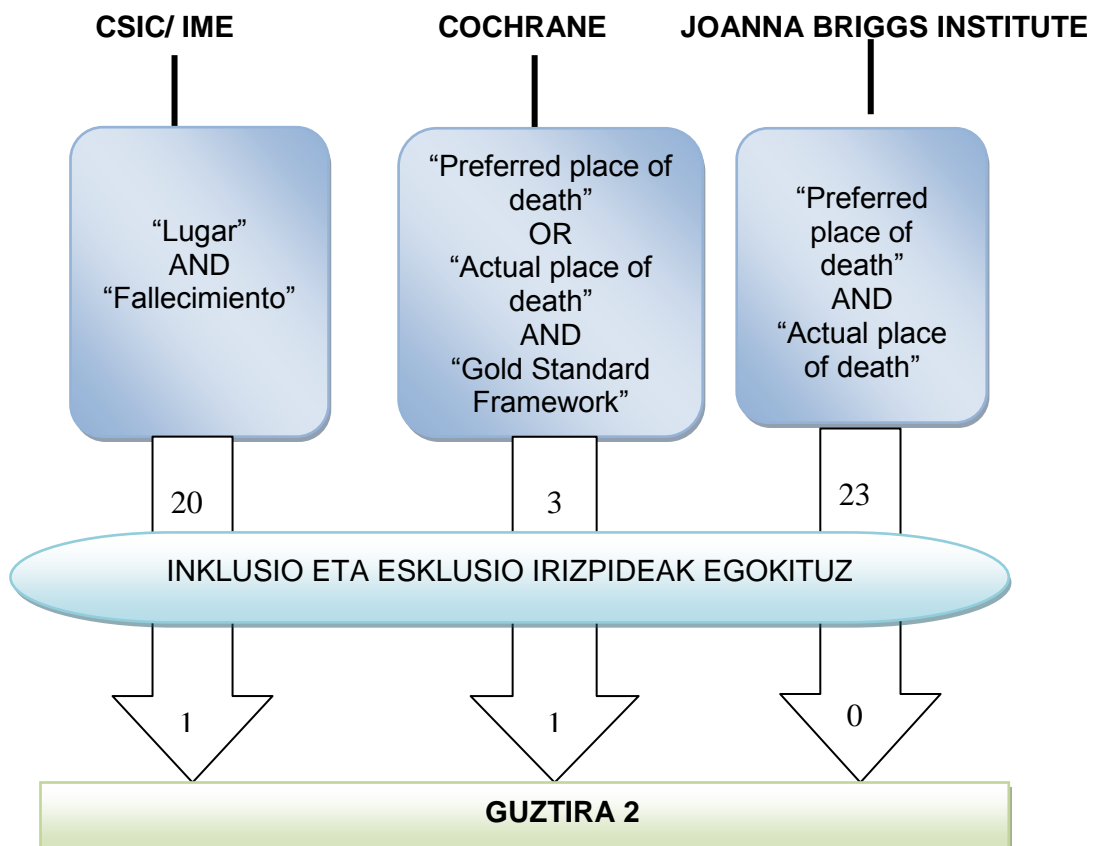 CSIC/ IME
COCHRANE
JOANNA BRIGGS INSTITUTE
“Lugar”
AND
“Fallecimiento”
“Preferred place of
death”
OR
“Actual place of
death”
AND
“Gold Standard
Framework”
“Preferred
place of
death”
AND
“Actual place
of death”
20
3
23
INKLUSIO ETA ESKLUSIO IRIZPIDEAK EGOKITUZ
1
1
0
GUZTIRA 2